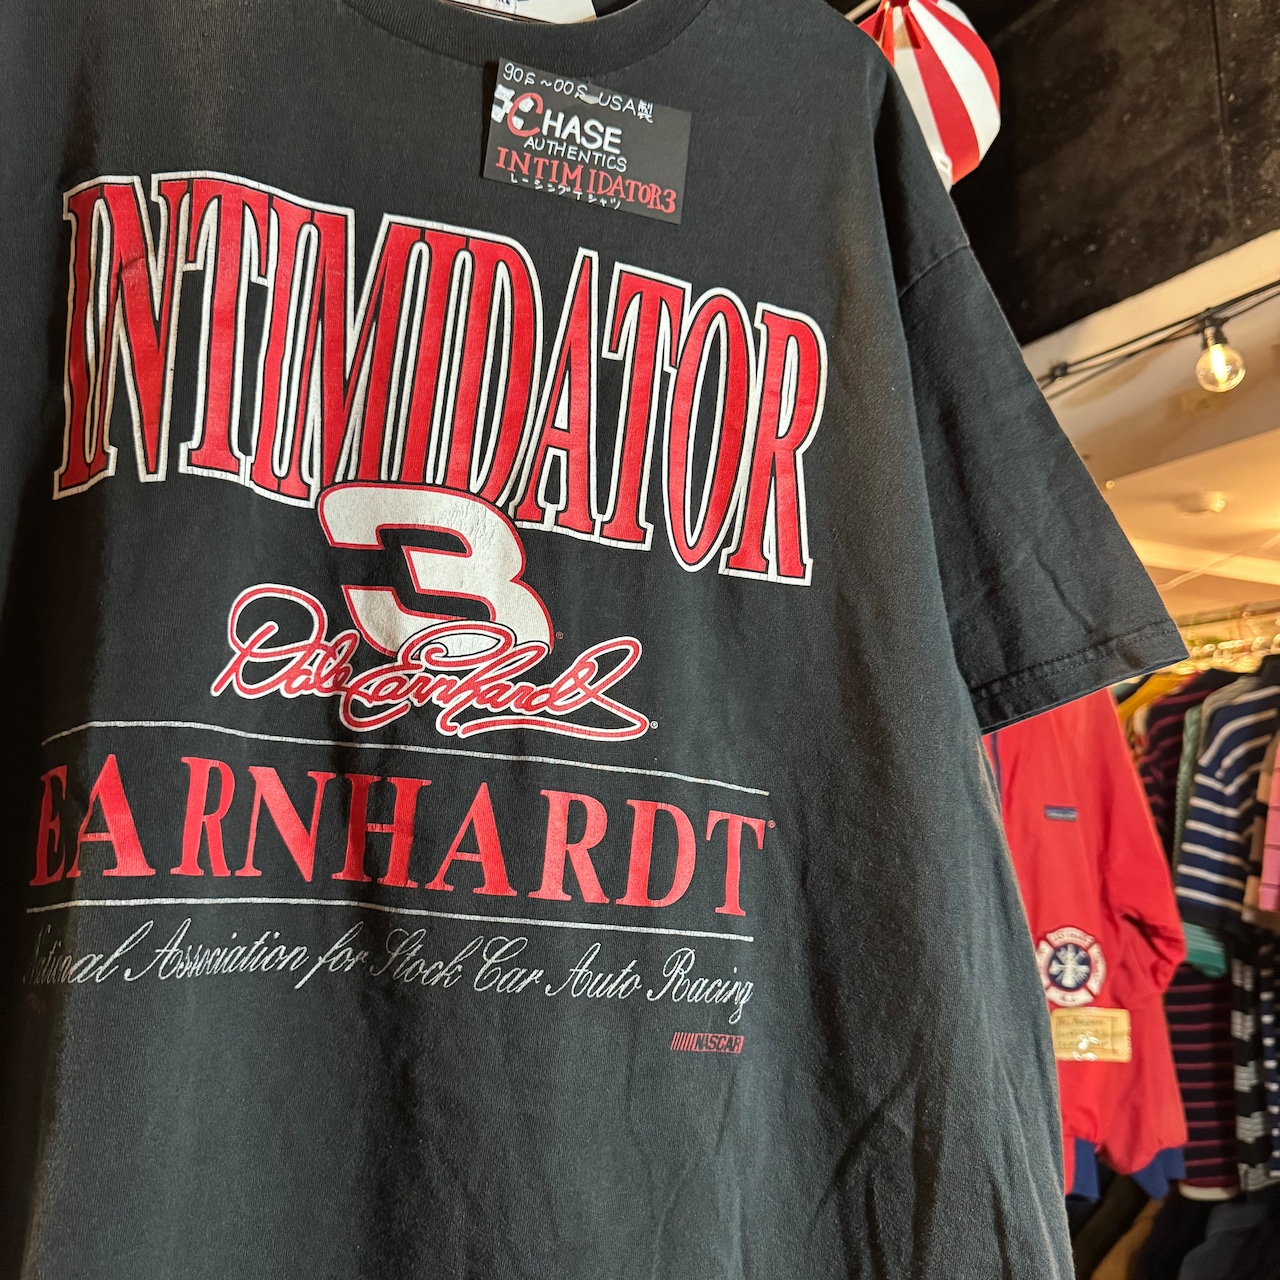 90s~00s USA製
3 CHASE
AUTHENTICS
INTIMIDATOR3
レーシングTシャツ
INTIMIDATOR
3
Dale Earnhardt
EARNHARDT
National Association for Stock Car Auto Racing
NASCAR